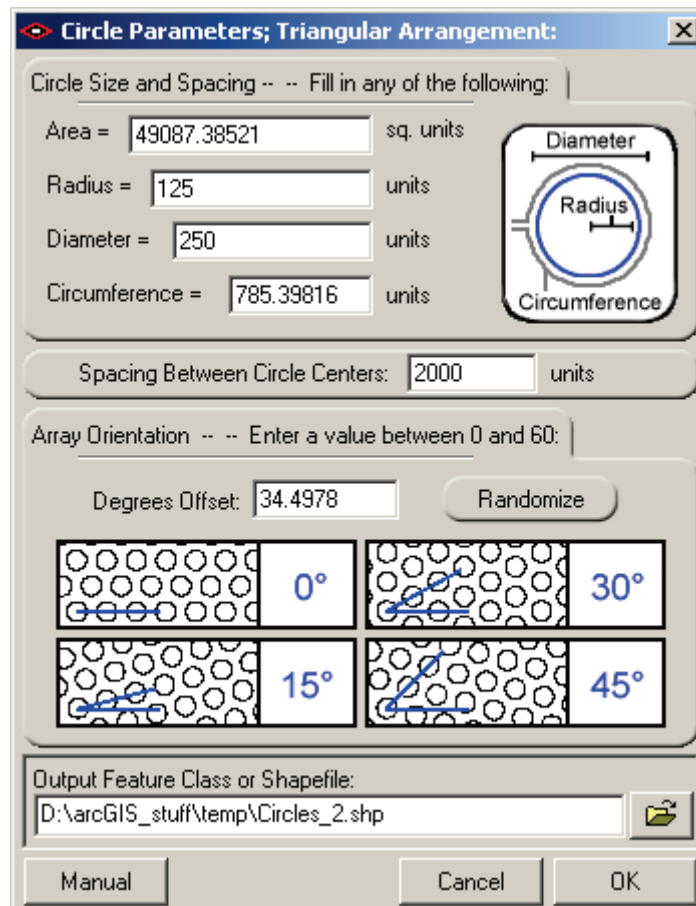 Circle Parameters; Triangular Arrangement:
Circle Size and Spacing -- -- Fill in any of the following:
Area = 49087.38521 sq. units
Radius = 125 units
Diameter = 250 units
Circumference = 785.39816 units
Diameter
Radius
Circumference
Spacing Between Circle Centers: 2000 units
Array Orientation -- -- Enter a value between 0 and 60:
Degrees Offset: 34.4978 Randomize
0° 30°
15° 45°
Output Feature Class or Shapefile:
D:\arcGIS_stuff\temp\Circles_2.shp
Manual Cancel OK